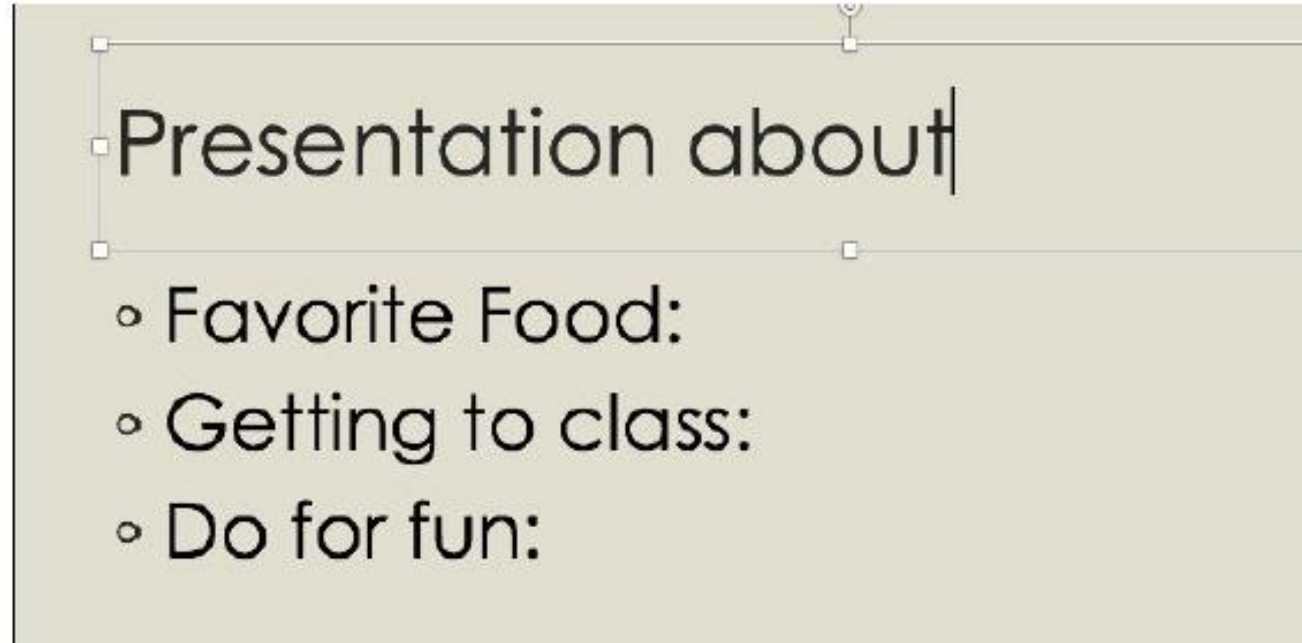 Presentation about
Favorite Food:
Getting to class:
Do for fun: